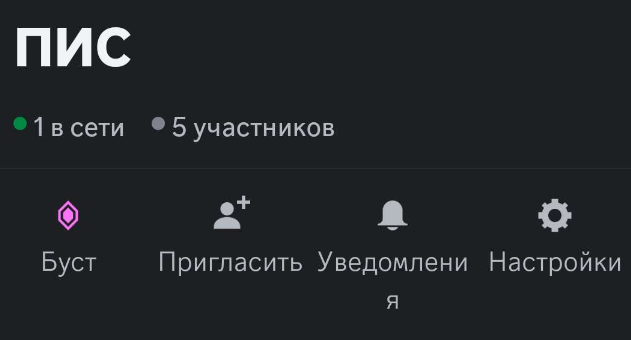 ПИС
1 в сети 5 участников
Буст Пригласить Уведомлени Настройки
я